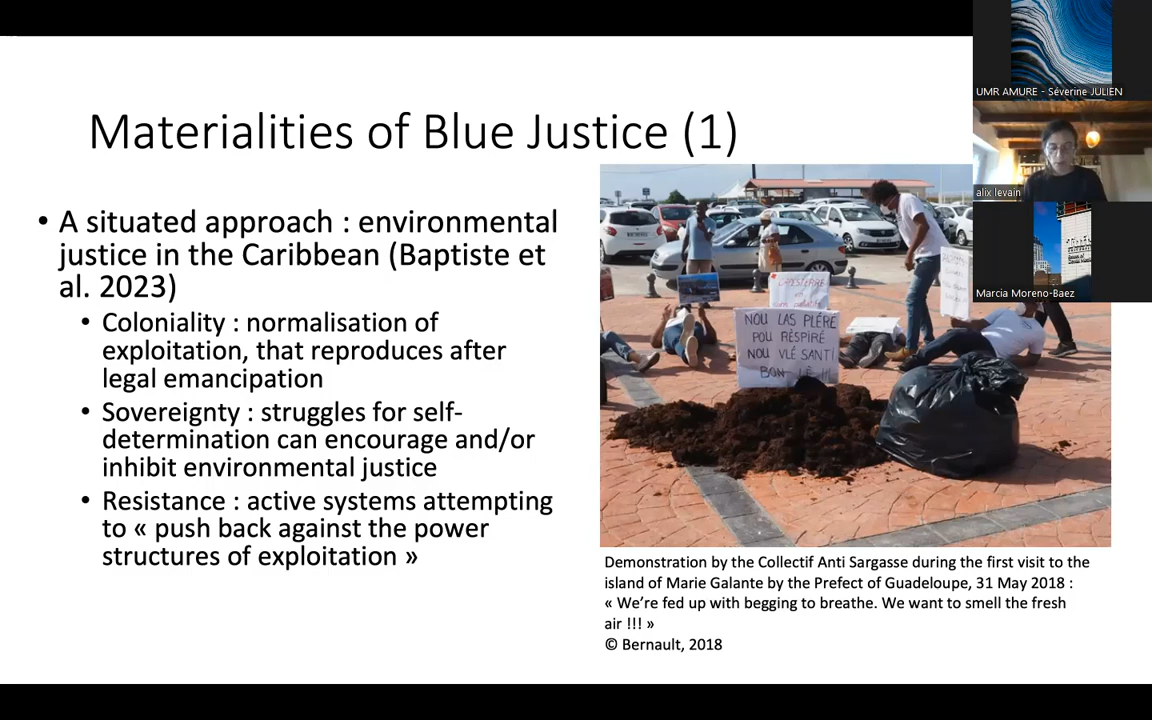 Materialities of Blue Justice (1)
• A situated approach : environmental
justice in the Caribbean (Baptiste et
al. 2023)
• Coloniality : normalisation of
exploitation, that reproduces after
legal emancipation
• Sovereignty : struggles for self-
determination can encourage and/or
inhibit environmental justice
• Resistance : active systems attempting
to « push back against the power
structures of exploitation »
NOU LAS PLÉRÉ
POU RÈSPIRÉ
NOU VLÉ SANTI
BON
Demonstration by the Collectif Anti Sargasse during the first visit to the
island of Marie Galante by the Prefect of Guadeloupe, 31 May 2018 :
« We’re fed up with begging to breathe. We want to smell the fresh
air !!! »
© Bernault, 2018
UMR AMURE - Séverine JULIEN
alix levain
Marcia Moreno-Baez